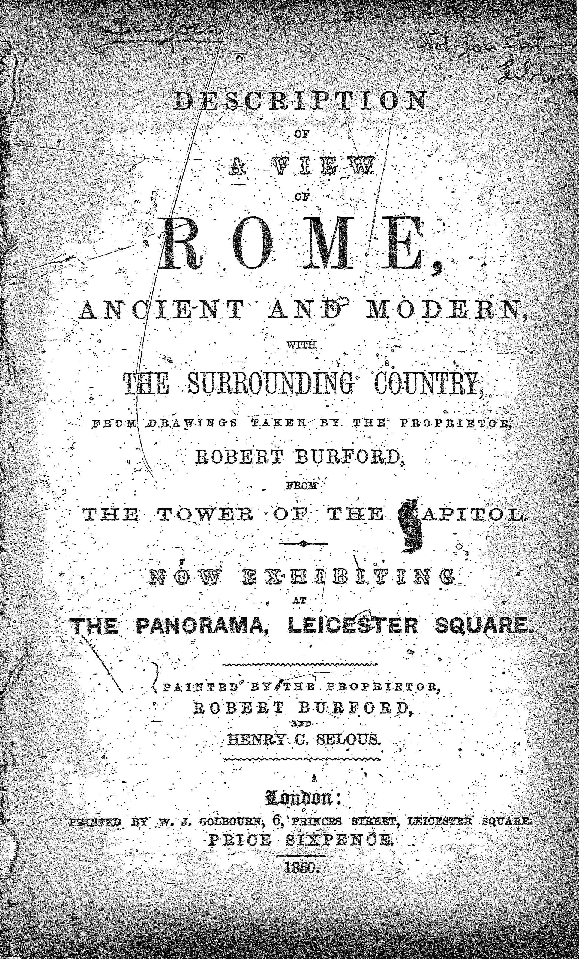 DESCRIPTION
OF
A VIEW
OF
ROME,
ANCIENT AND MODERN,
WITH
THE SURROUNDING COUNTRY,
FROM DRAWINGS TAKEN BY THE PROPRIETOR,
ROBERT BURFORD,
FROM
THE TOWER OF THE CAPITOL.
NOW EXHIBITING
AT
THE PANORAMA, LEICESTER SQUARE.
PAINTED BY THE PROPRIETOR,
ROBERT BURFORD,
AND
HENRY C. SELOUS.
London:
PRINTED BY W. J. GOLBOURN, 6, PRINCES STREET, LEICESTER SQUARE.
PRICE SIXPENCE.